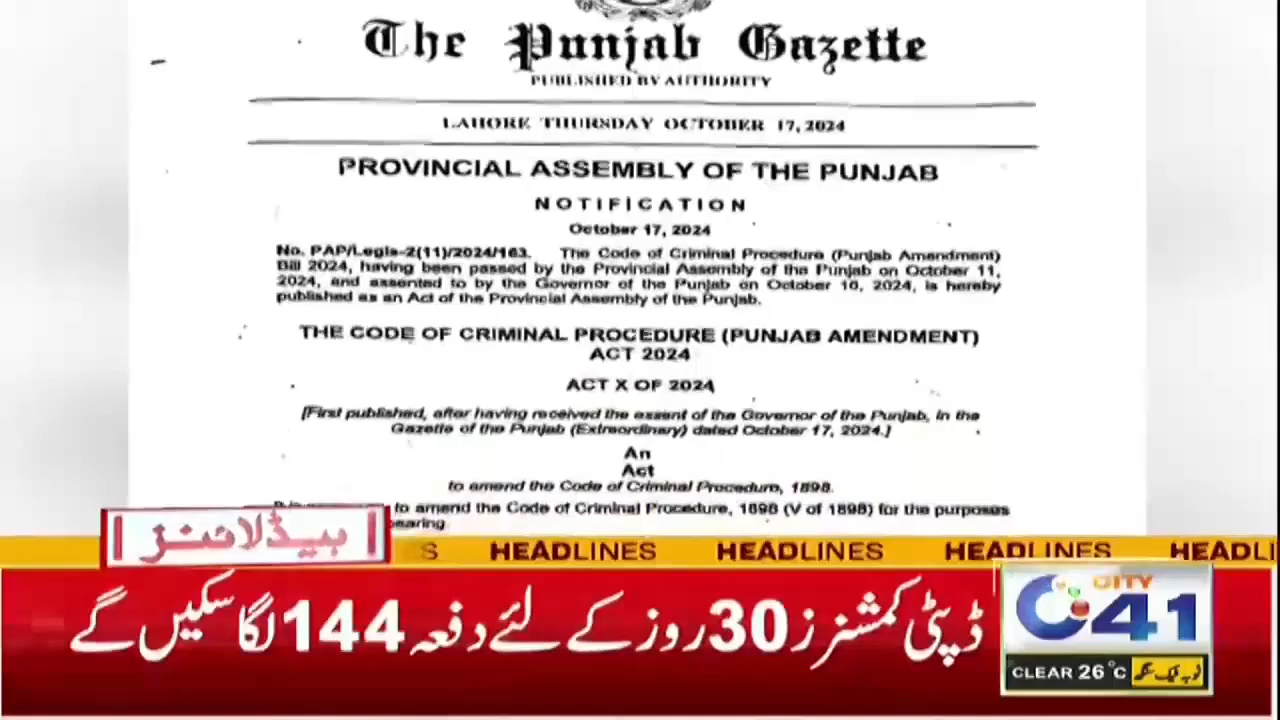 The Punjab Gazette
PUBLISHED BY AUTHORITY
LAHORE THURSDAY OCTOBER 17, 2024
PROVINCIAL ASSEMBLY OF THE PUNJAB
NOTIFICATION
October 17, 2024
No. PAP/Legis-2(11)/2024/163. The Code of Criminal Procedure (Punjab Amendment)
Bill 2024, having been passed by the Provincial Assembly of the Punjab on October 11,
2024, and assented to by the Governor of the Punjab on October 16, 2024, is hereby
published as an Act of the Provincial Assembly of the Punjab.
THE CODE OF CRIMINAL PROCEDURE (PUNJAB AMENDMENT)
ACT 2024
ACT X OF 2024
[First published, after having received the assent of the Governor of the Punjab, in the
Gazette of the Punjab (Extraordinary) dated October 17, 2024.]
An
Act
to amend the Code of Criminal Procedure, 1898.
to amend the Code of Criminal Procedure, 1898 (V of 1898) for the purposes
ہیڈلائنز
S HEADLINES HEADLINES HEADLINES HEADLI
ڈپٹی کمشنرز 30 روز کے لئے دفعہ 144 لگا سکیں گے
CITY
41
CLEAR 26°C